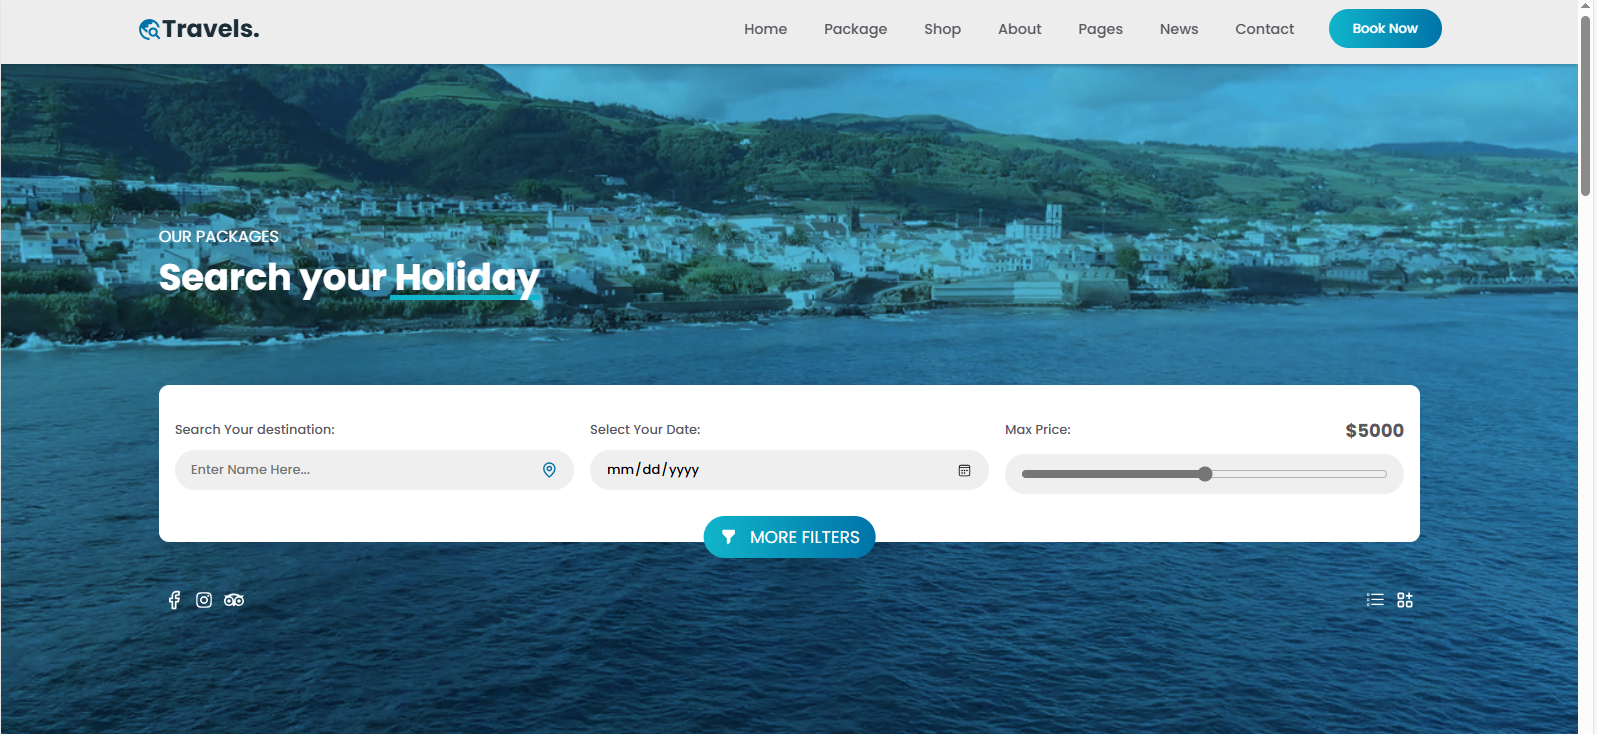 Travels.
Home Package Shop About Pages News Contact Book Now
OUR PACKAGES
Search your Holiday
Search Your destination: Select Your Date: Max Price: $5000
Enter Name Here... mm/dd/yyyy
MORE FILTERS